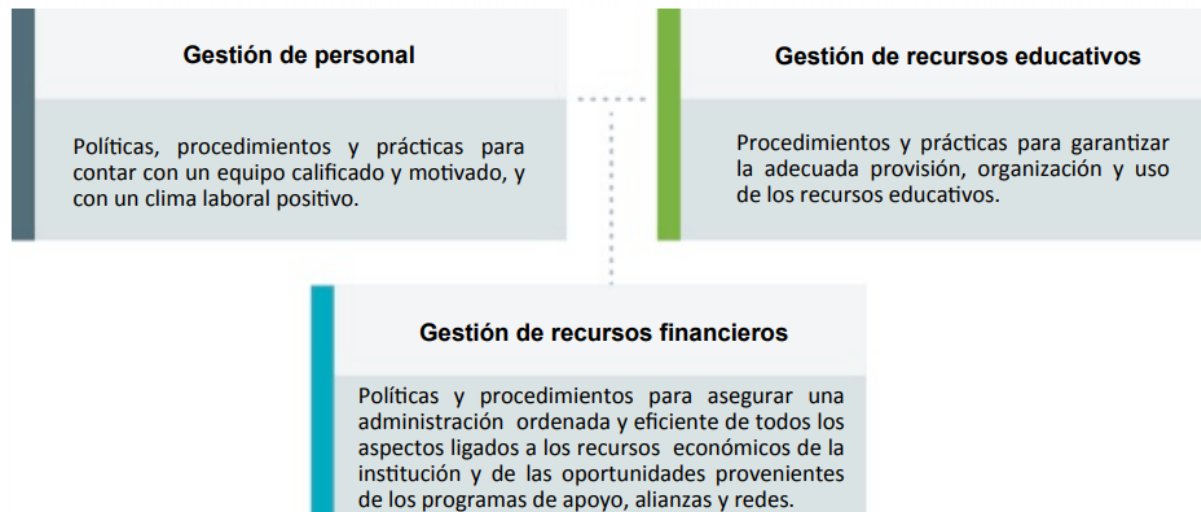 Gestión de personal
Políticas, procedimientos y prácticas para
contar con un equipo calificado y motivado, y
con un clima laboral positivo.
Gestión de recursos educativos
Procedimientos y prácticas para garantizar
la adecuada provisión, organización y uso
de los recursos educativos.
Gestión de recursos financieros
Políticas y procedimientos para asegurar una
administración ordenada y eficiente de todos los
aspectos ligados a los recursos económicos de la
institución y de las oportunidades provenientes
de los programas de apoyo, alianzas y redes.